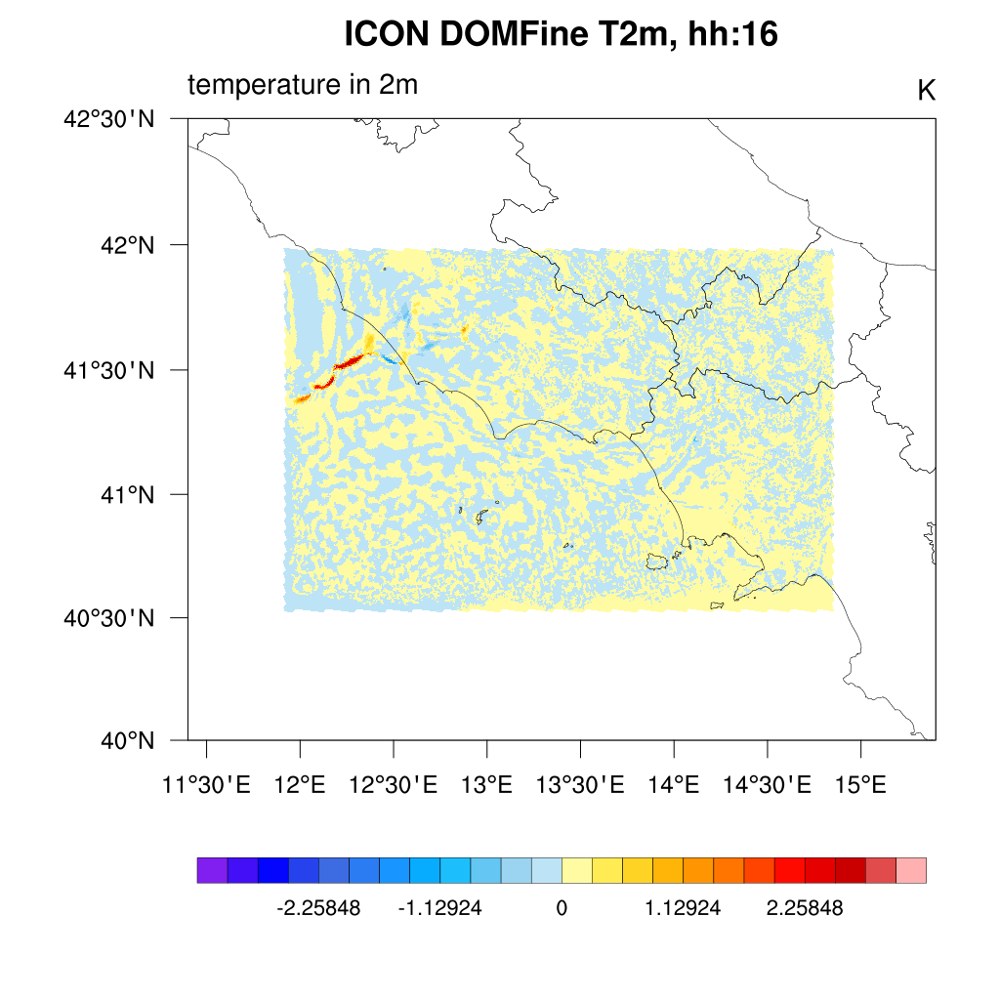 ICON DOMFine T2m, hh:16
temperature in 2m
K
42°30'N
42°N
41°30'N
41°N
40°30'N
40°N
11°30'E 12°E 12°30'E 13°E 13°30'E 14°E 14°30'E 15°E
-2.25848 -1.12924 0 1.12924 2.25848